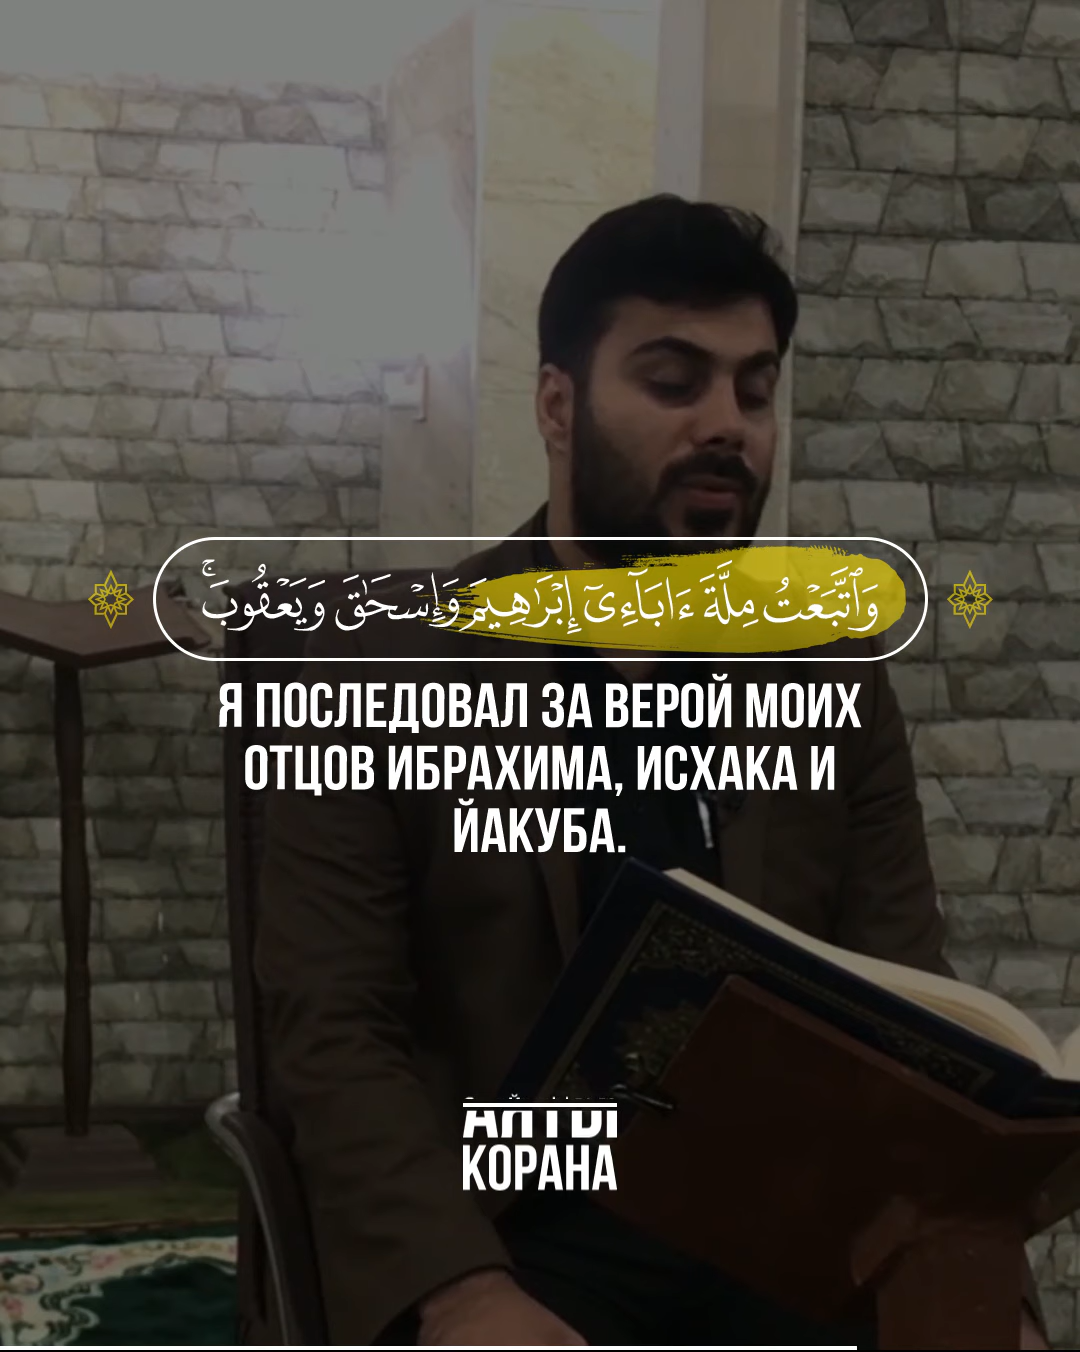 وَٱتَّبَعْتُ مِلَّةَ ءَابَآءِىٓ إِبْرَٰهِيمَ وَإِسْحَٰقَ وَيَعْقُوبَ ۚ
Я ПОСЛЕДОВАЛ ЗА ВЕРОЙ МОИХ
ОТЦОВ ИБРАХИМА, ИСХАКА И
ЙАКУБА.
КОРАНА